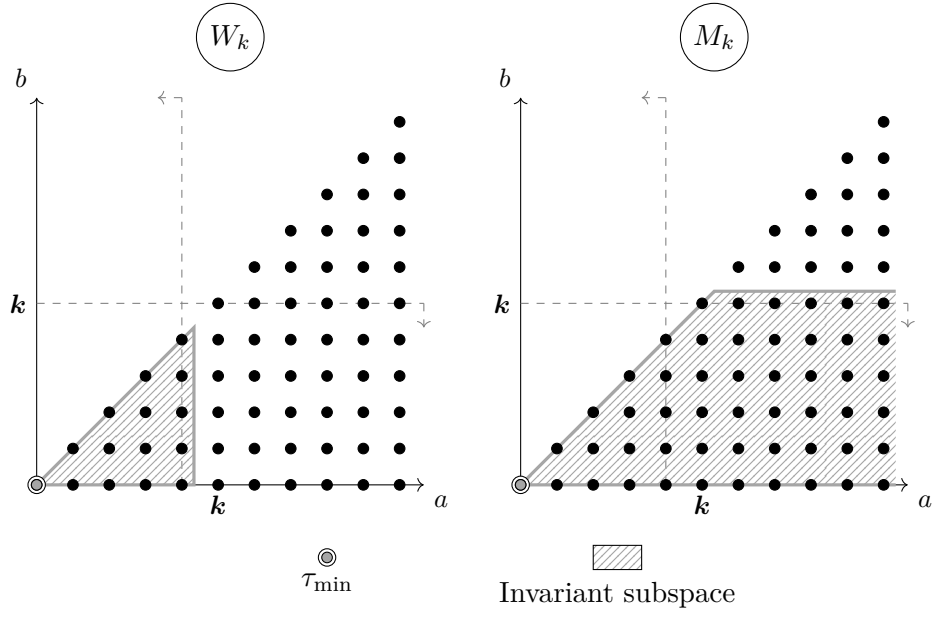 W_k M_k
b b
k k
a a
k k
τ_min
Invariant subspace